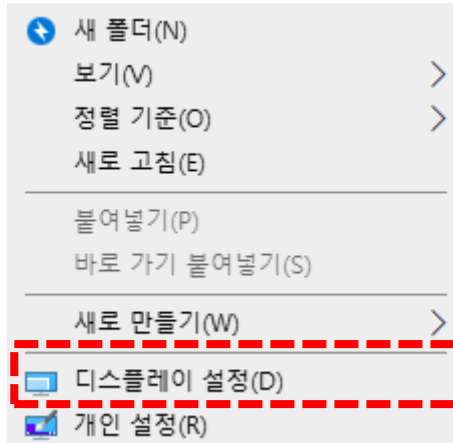 새 폴더(N)
보기(V)
정렬 기준(O)
새로 고침(E)
붙여넣기(P)
바로 가기 붙여넣기(S)
새로 만들기(W)
디스플레이 설정(D)
개인 설정(R)